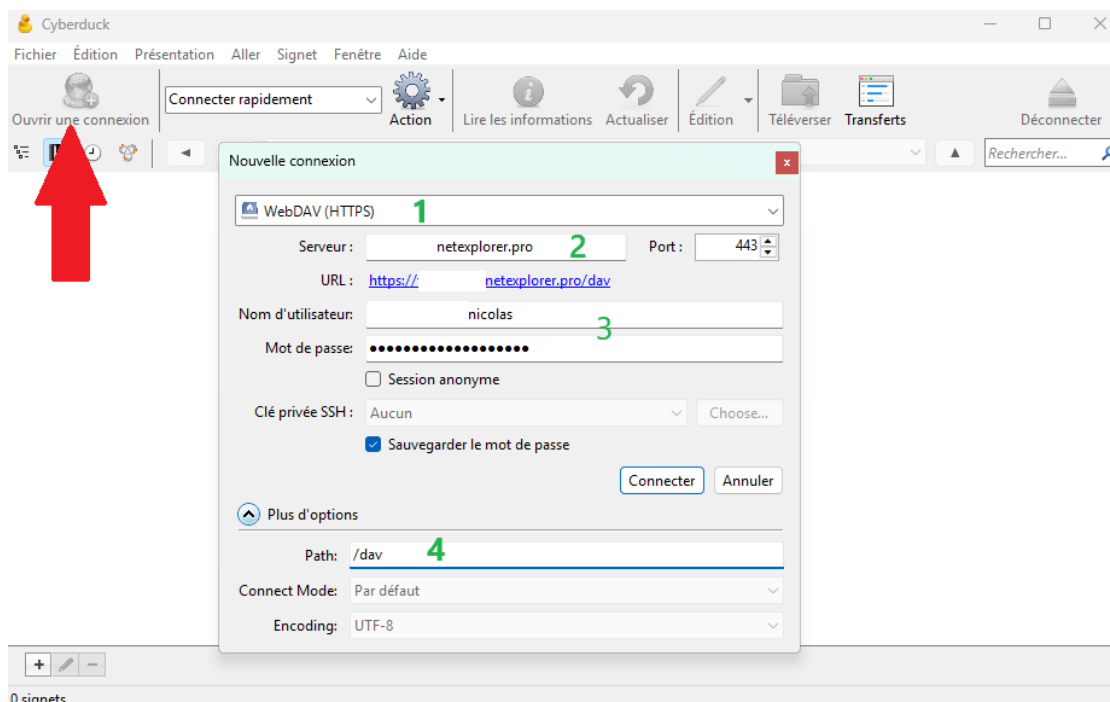 Cyberduck
Fichier Édition Présentation Aller Signet Fenêtre Aide
Connecter rapidement
Ouvrir une connexion Action Lire les informations Actualiser Édition Téléverser Transferts Déconnecter
Rechercher...
Nouvelle connexion x
WebDAV (HTTPS) 1
Serveur : netexplorer.pro 2 Port : 443
URL : https:// netexplorer.pro/dav
Nom d'utilisateur: nicolas
3
Mot de passe: ●●●●●●●●●●●●●●●●●●●
Session anonyme
Clé privée SSH : Aucun Choose...
Sauvegarder le mot de passe
Connecter Annuler
Plus d'options
Path: /dav 4
Connect Mode: Par défaut
Encoding: UTF-8
0 signets